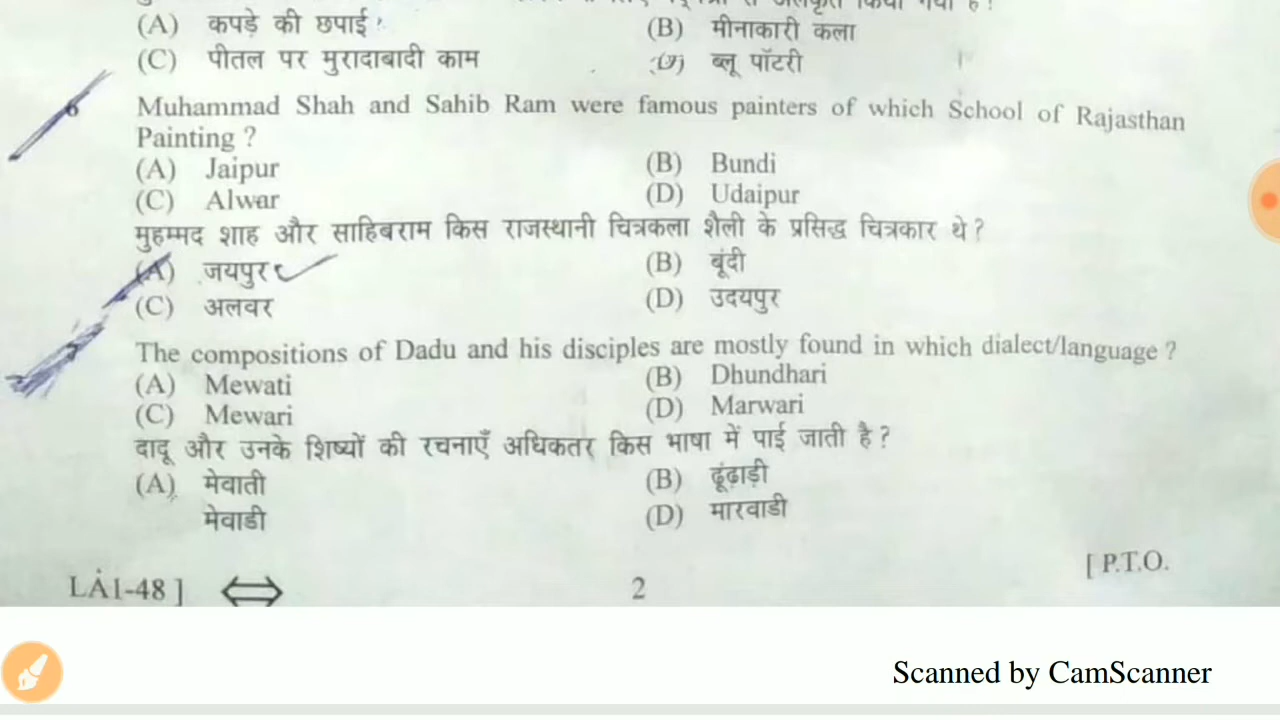 अलंकृत किया गया है ?
(A) कपड़े की छपाई
(B) मीनाकारी कला
(C) पीतल पर मुरादाबादी काम
ब्लू पॉटरी
6 Muhammad Shah and Sahib Ram were famous painters of which School of Rajasthan
Painting ?
(A) Jaipur
(B) Bundi
(C) Alwar
(D) Udaipur
मुहम्मद शाह और साहिबराम किस राजस्थानी चित्रकला शैली के प्रसिद्ध चित्रकार थे ?
(A) जयपुर
(B) बूंदी
(C) अलवर
(D) उदयपुर
7 The compositions of Dadu and his disciples are mostly found in which dialect/language ?
(A) Mewati
(B) Dhundhari
(C) Mewari
(D) Marwari
दादू और उनके शिष्यों की रचनाएँ अधिकतर किस भाषा में पाई जाती है ?
(A) मेवाती
(B) ढूंढ़ाड़ी
मेवाडी
(D) मारवाडी
[ P.T.O.
LA1-48 ]
2
Scanned by CamScanner